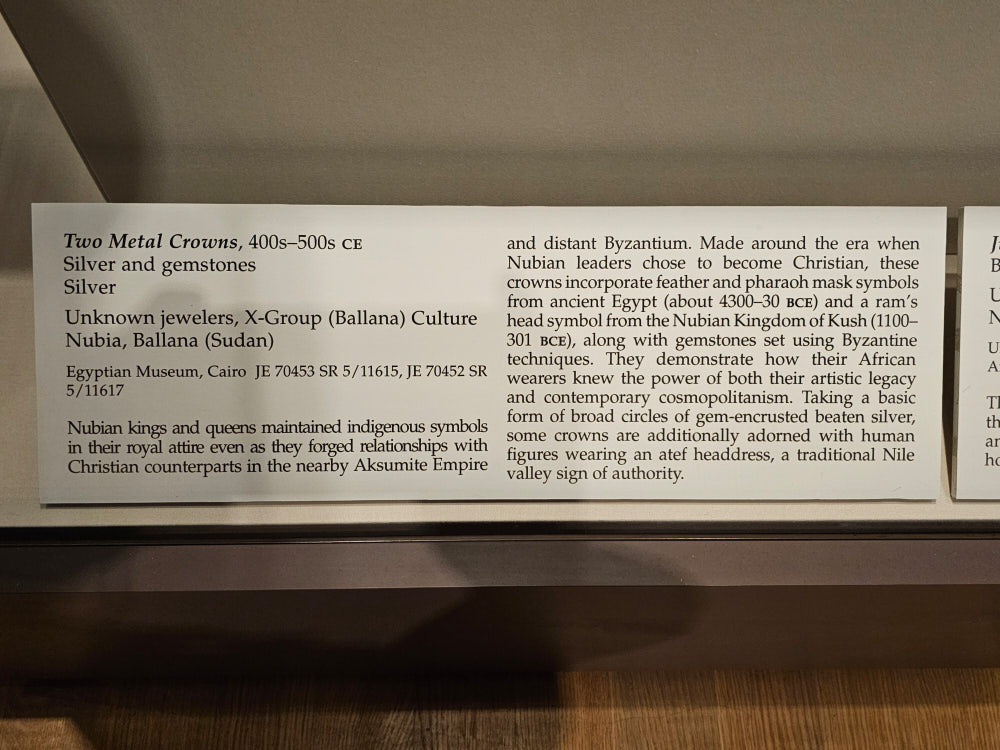 Two Metal Crowns, 400s–500s CE
Silver and gemstones
Silver
Unknown jewelers, X-Group (Ballana) Culture
Nubia, Ballana (Sudan)
Egyptian Museum, Cairo JE 70453 SR 5/11615, JE 70452 SR
5/11617
Nubian kings and queens maintained indigenous symbols
in their royal attire even as they forged relationships with
Christian counterparts in the nearby Aksumite Empire
and distant Byzantium. Made around the era when
Nubian leaders chose to become Christian, these
crowns incorporate feather and pharaoh mask symbols
from ancient Egypt (about 4300–30 BCE) and a ram's
head symbol from the Nubian Kingdom of Kush (1100–
301 BCE), along with gemstones set using Byzantine
techniques. They demonstrate how their African
wearers knew the power of both their artistic legacy
and contemporary cosmopolitanism. Taking a basic
form of broad circles of gem-encrusted beaten silver,
some crowns are additionally adorned with human
figures wearing an atef headdress, a traditional Nile
valley sign of authority.